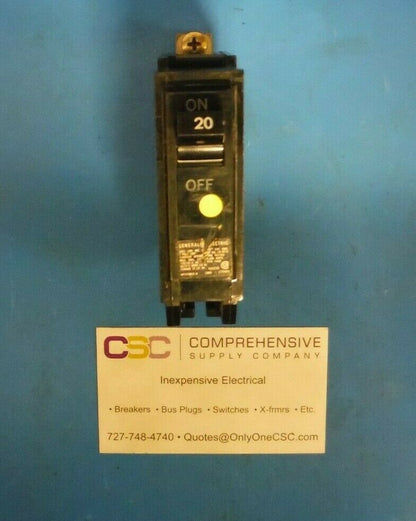 ON
20
OFF
GENERAL ELECTRIC
CSC COMPREHENSIVE
SUPPLY COMPANY
Inexpensive Electrical
• Breakers • Bus Plugs • Switches • X-frmrs • Etc.
727-748-4740 • Quotes@OnlyOneCSC.com